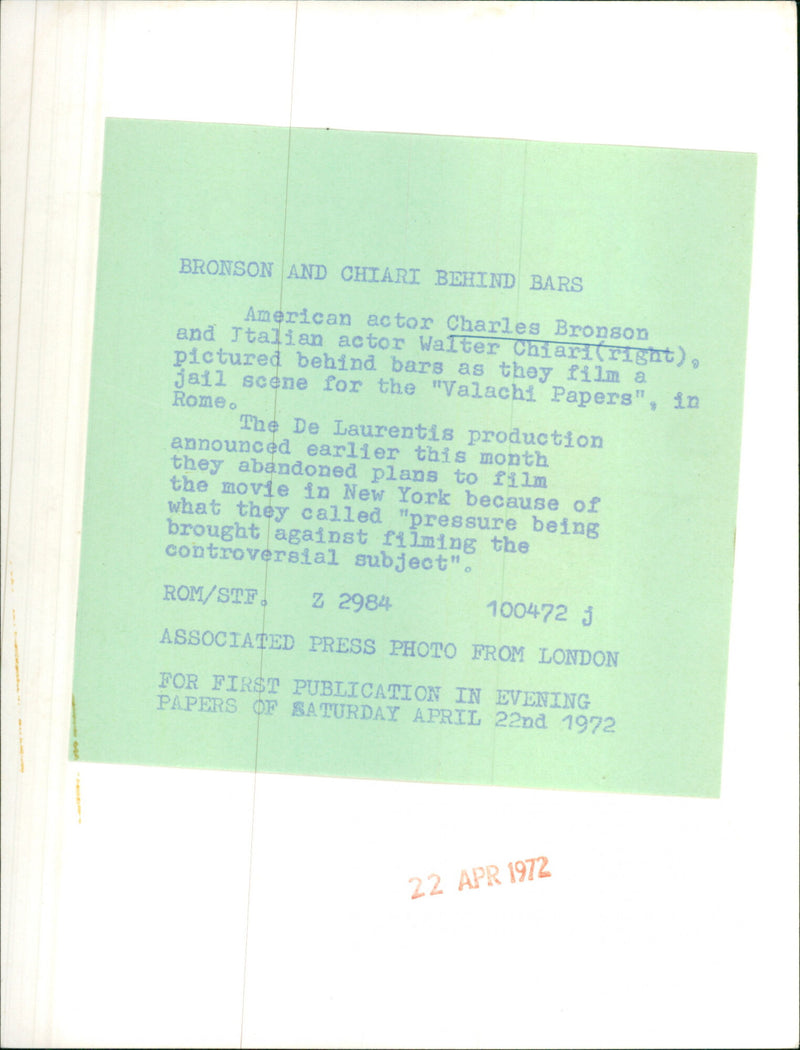 BRONSON AND CHIARI BEHIND BARS
American actor Charles Bronson
and Italian actor Walter Chiari(right),
pictured behind bars as they film a
jail scene for the "Valachi Papers", in
Rome.
The De Laurentis production
announced earlier this month
they abandoned plans to film
the movie in New York because of
what they called "pressure being
brought against filming the
controversial subject".
ROM/STF. Z 2984 100472 j
ASSOCIATED PRESS PHOTO FROM LONDON
FOR FIRST PUBLICATION IN EVENING
PAPERS OF SATURDAY APRIL 22nd 1972
22 APR 1972